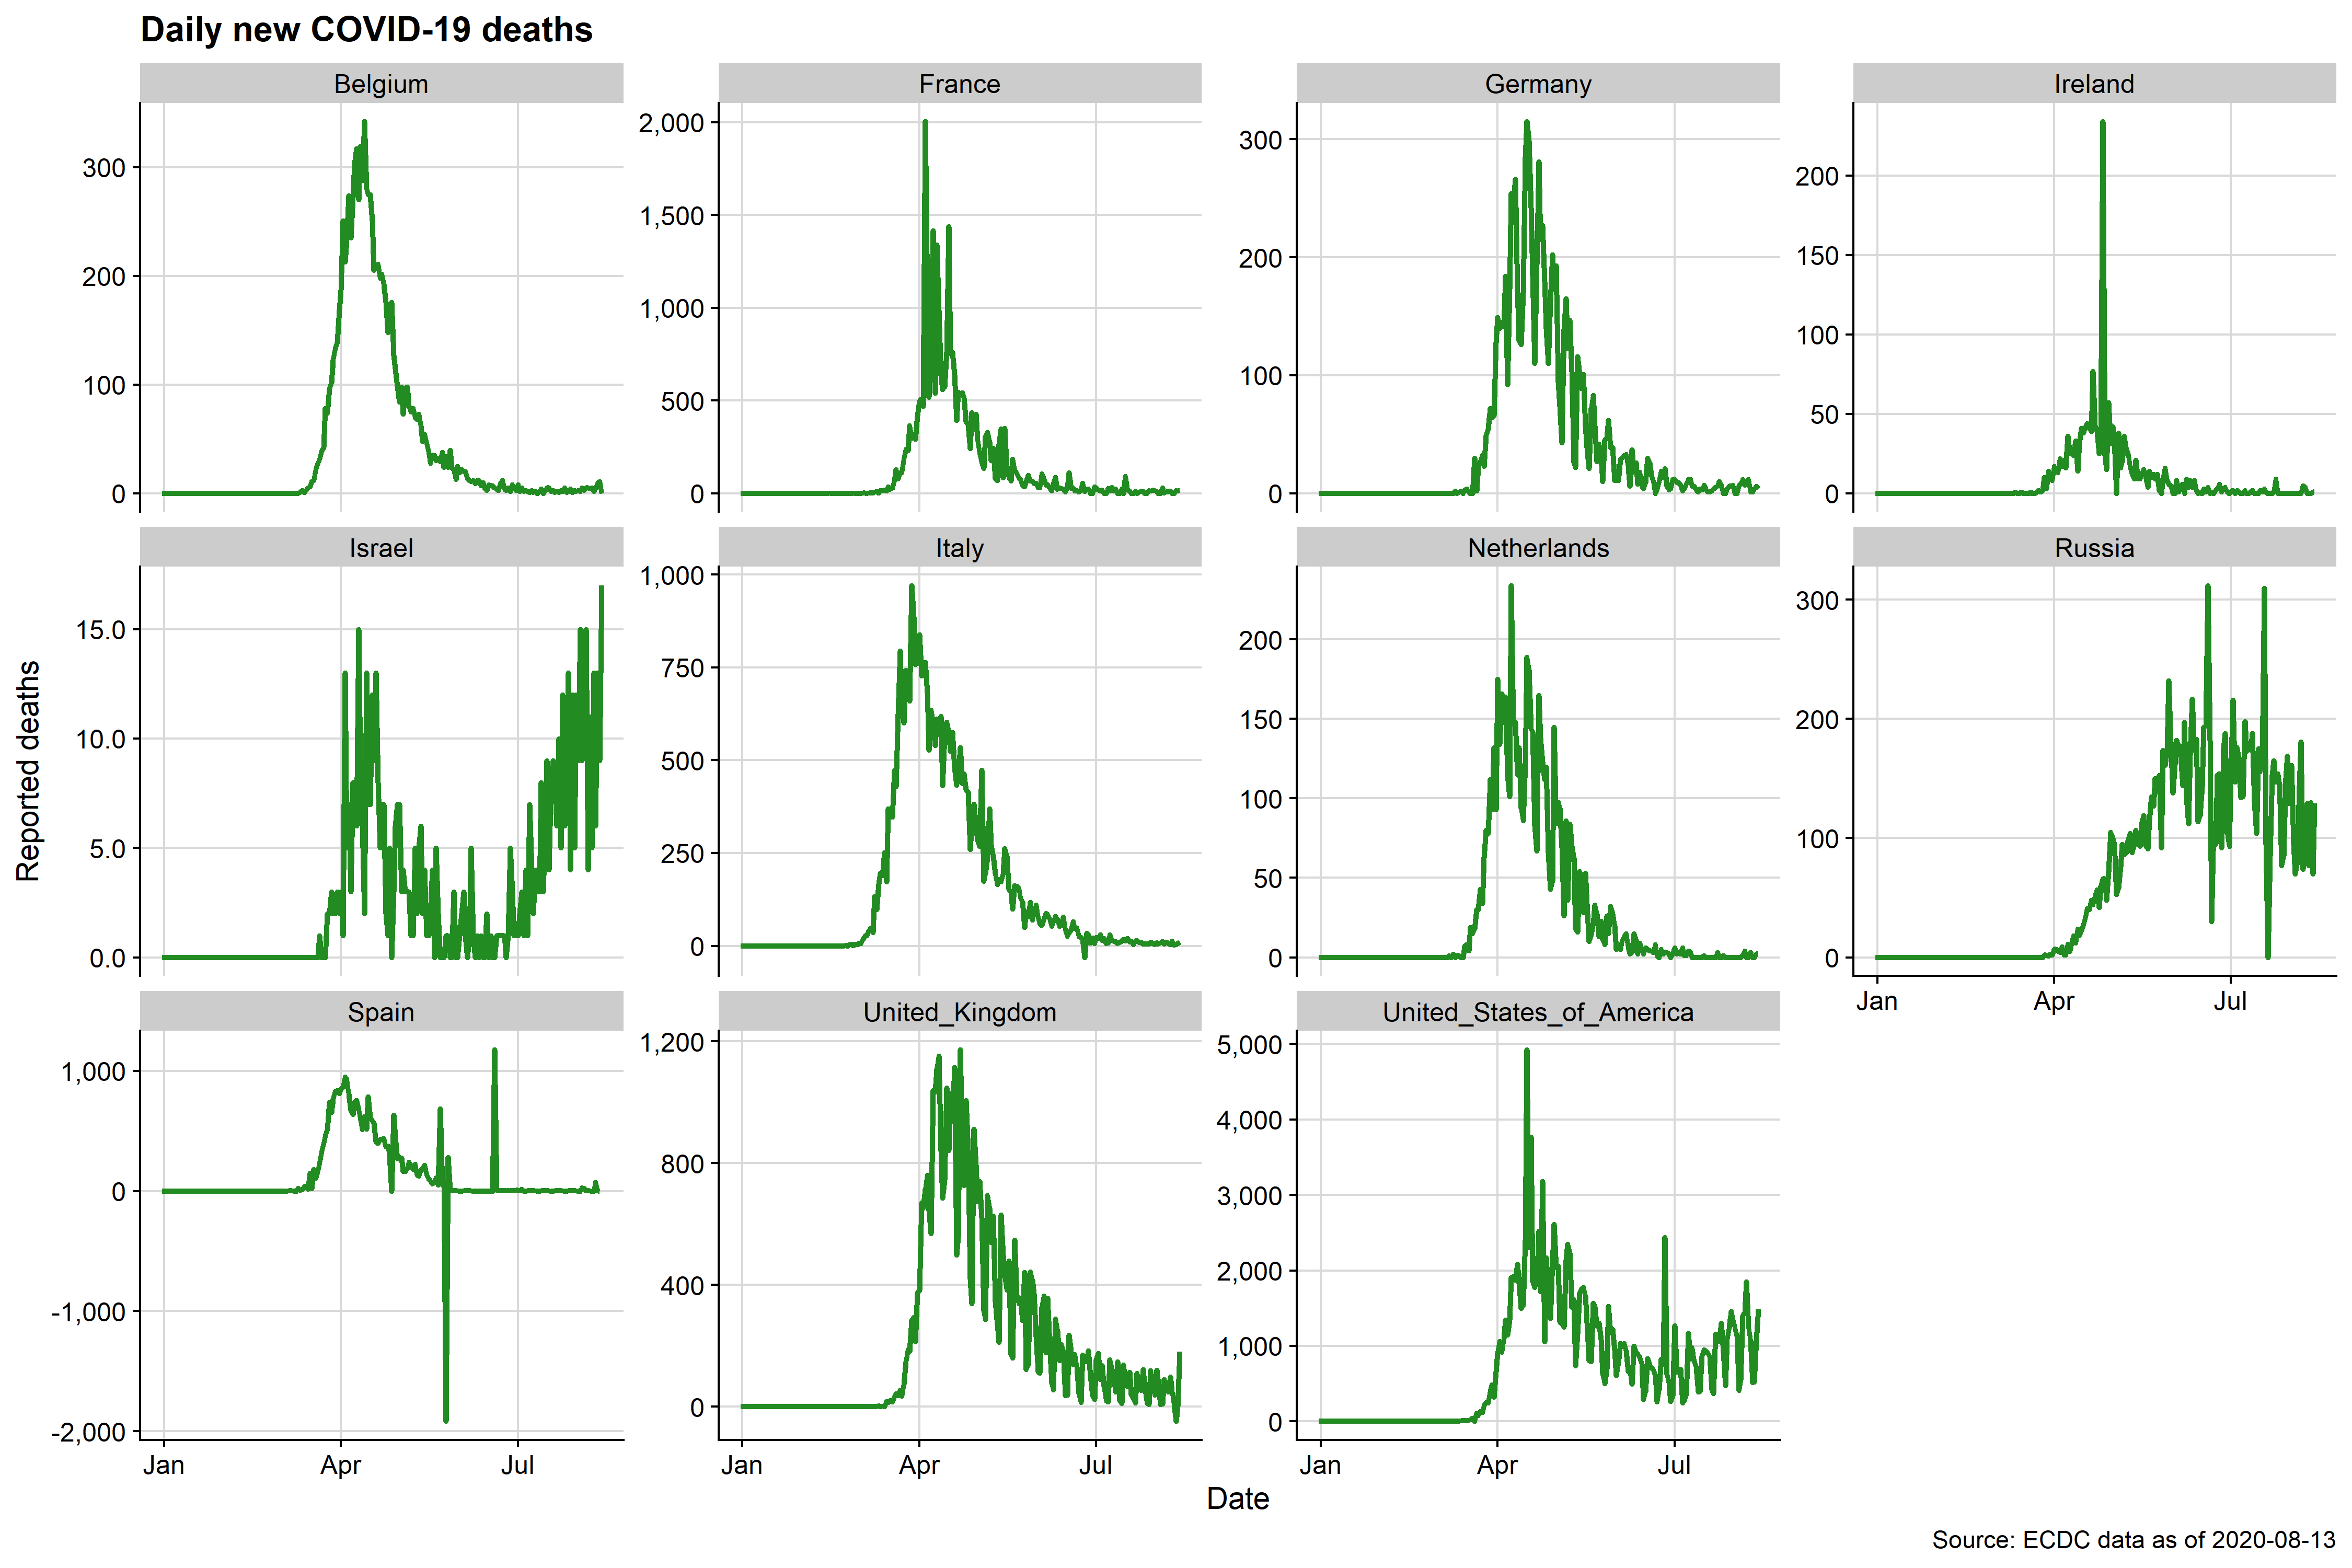 Daily new COVID-19 deaths
Belgium
France
Germany
Ireland
300
200
100
0
2,000
1,500
1,000
500
0
300
200
100
0
200
150
100
50
0
Israel
Italy
Netherlands
Russia
15.0
10.0
5.0
0.0
1,000
750
500
250
0
200
150
100
50
0
300
200
100
0
Jan Apr Jul
Reported deaths
Spain
United_Kingdom
United_States_of_America
1,000
0
-1,000
-2,000
1,200
800
400
0
5,000
4,000
3,000
2,000
1,000
0
Jan Apr Jul
Jan Apr Jul
Jan Apr Jul
Date
Source: ECDC data as of 2020-08-13